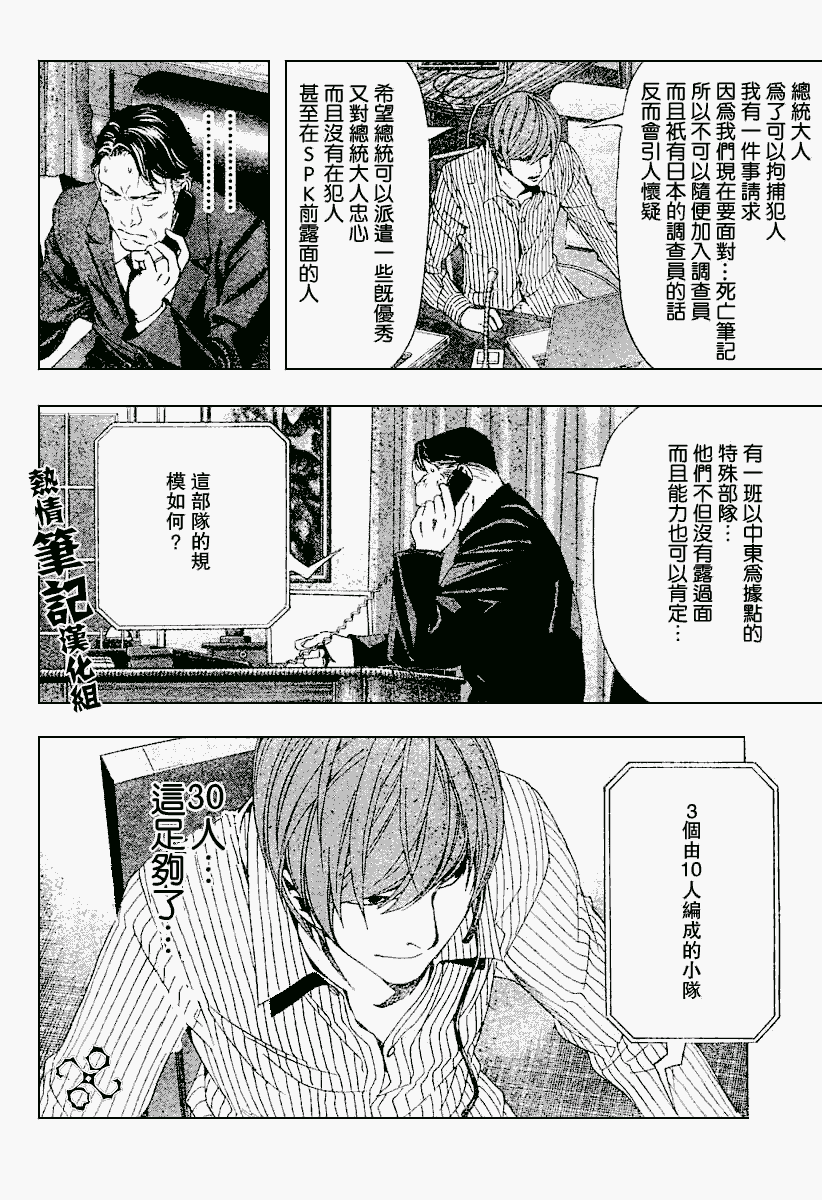 總統大人
為了可以拘捕犯人
我有一件事請求
因為我們現在要面對…死亡筆記
所以不可以隨便加入調查員
而且衹有日本的調查員的話
反而會引人懷疑
希望總統可以派遣一些既優秀
又對總統大人忠心
而且沒有在犯人
甚至在SPK前露面的人
………………
………………
有一班以中東為據點的
特殊部隊…
他們不但沒有露過面
而且能力也可以肯定…
這部隊的規
模如何？
熱情筆記漢化組
3個由10人編成的小隊
30人…
這足夠了…